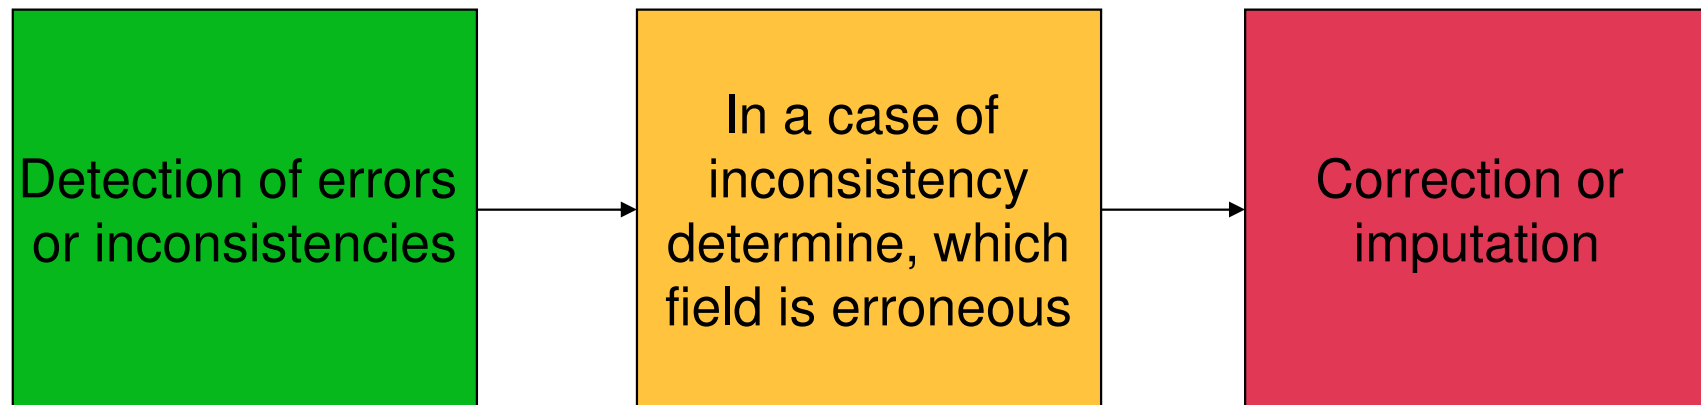 Detection of errors
or inconsistencies
In a case of
inconsistency
determine, which
field is erroneous
Correction or
imputation